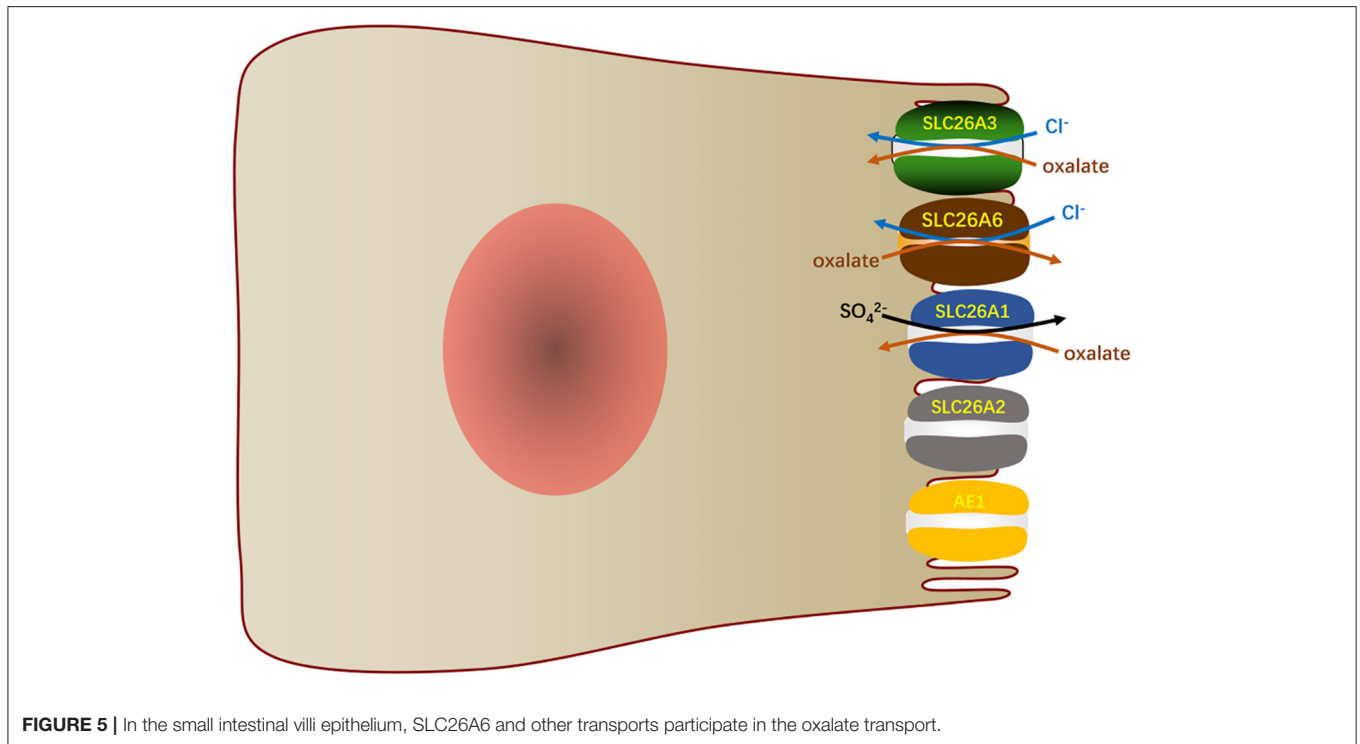 SLC26A3
Cl-
oxalate
SLC26A6
Cl-
oxalate
SLC26A1
SO₄²⁻
oxalate
SLC26A2
AE1
FIGURE 5 | In the small intestinal villi epithelium, SLC26A6 and other transports participate in the oxalate transport.